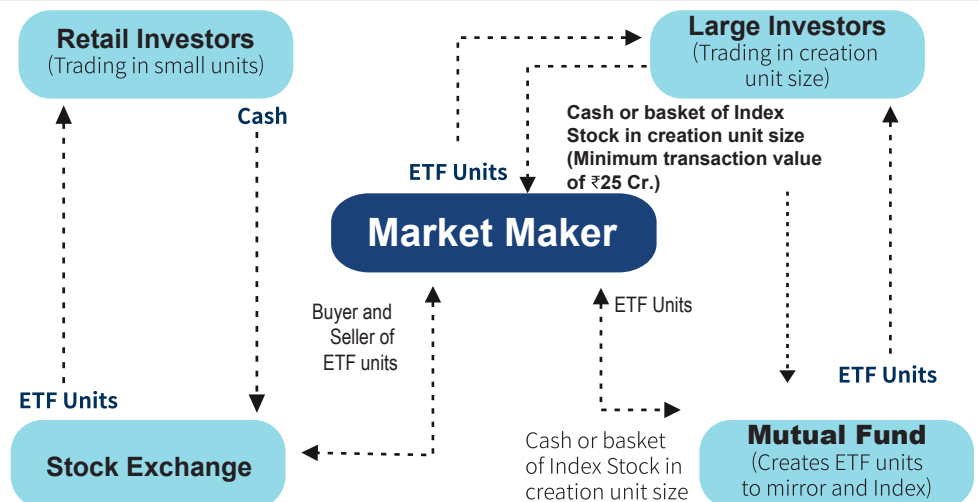 Retail Investors
(Trading in small units)
Large Investors
(Trading in creation
unit size)
Cash
Cash or basket of Index
Stock in creation unit size
(Minimum transaction value
of ₹25 Cr.)
ETF Units
Market Maker
Buyer and
Seller of
ETF units
ETF Units
ETF Units
ETF Units
Stock Exchange
Cash or basket
of Index Stock in
creation unit size
Mutual Fund
(Creates ETF units
to mirror and Index)